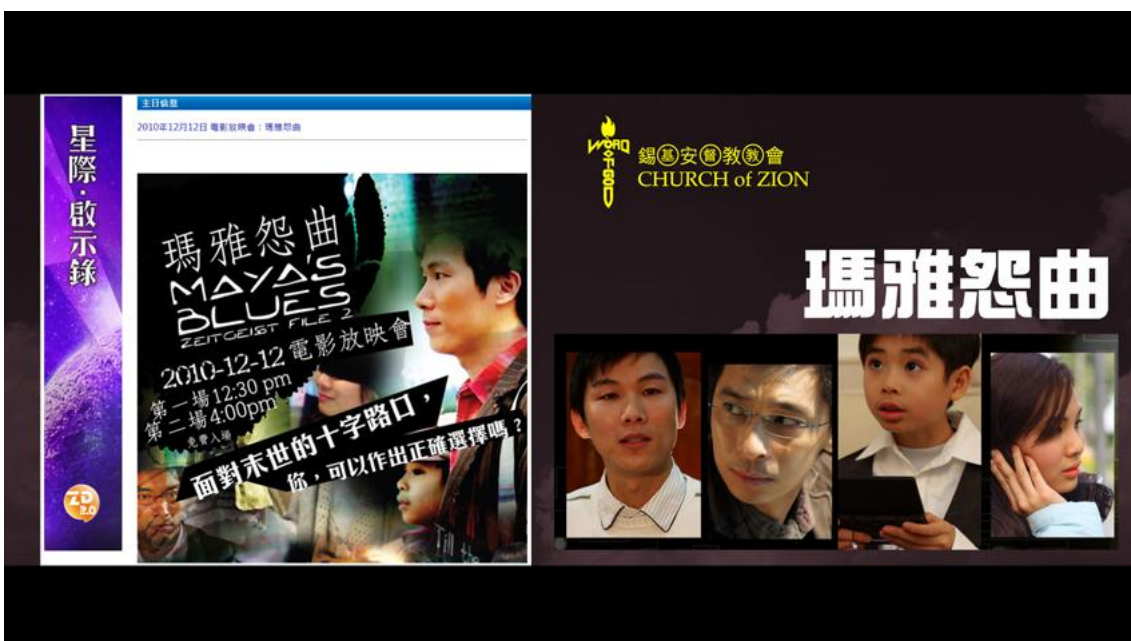 星際·啟示錄
ZD
2.0
主日信息
2010年12月12日 電影放映會：瑪雅怨曲
瑪雅怨曲
MAYA'S
BLUES
ZEITGEIST FILE 2
2010-12-12 電影放映會
第一場12:30 pm
第二場4:00pm
免費入場
面對末世的十字路口，
你，可以作出正確選擇嗎？
WORD
OF GOD
錫基安督教教會
CHURCH of ZION
瑪雅怨曲